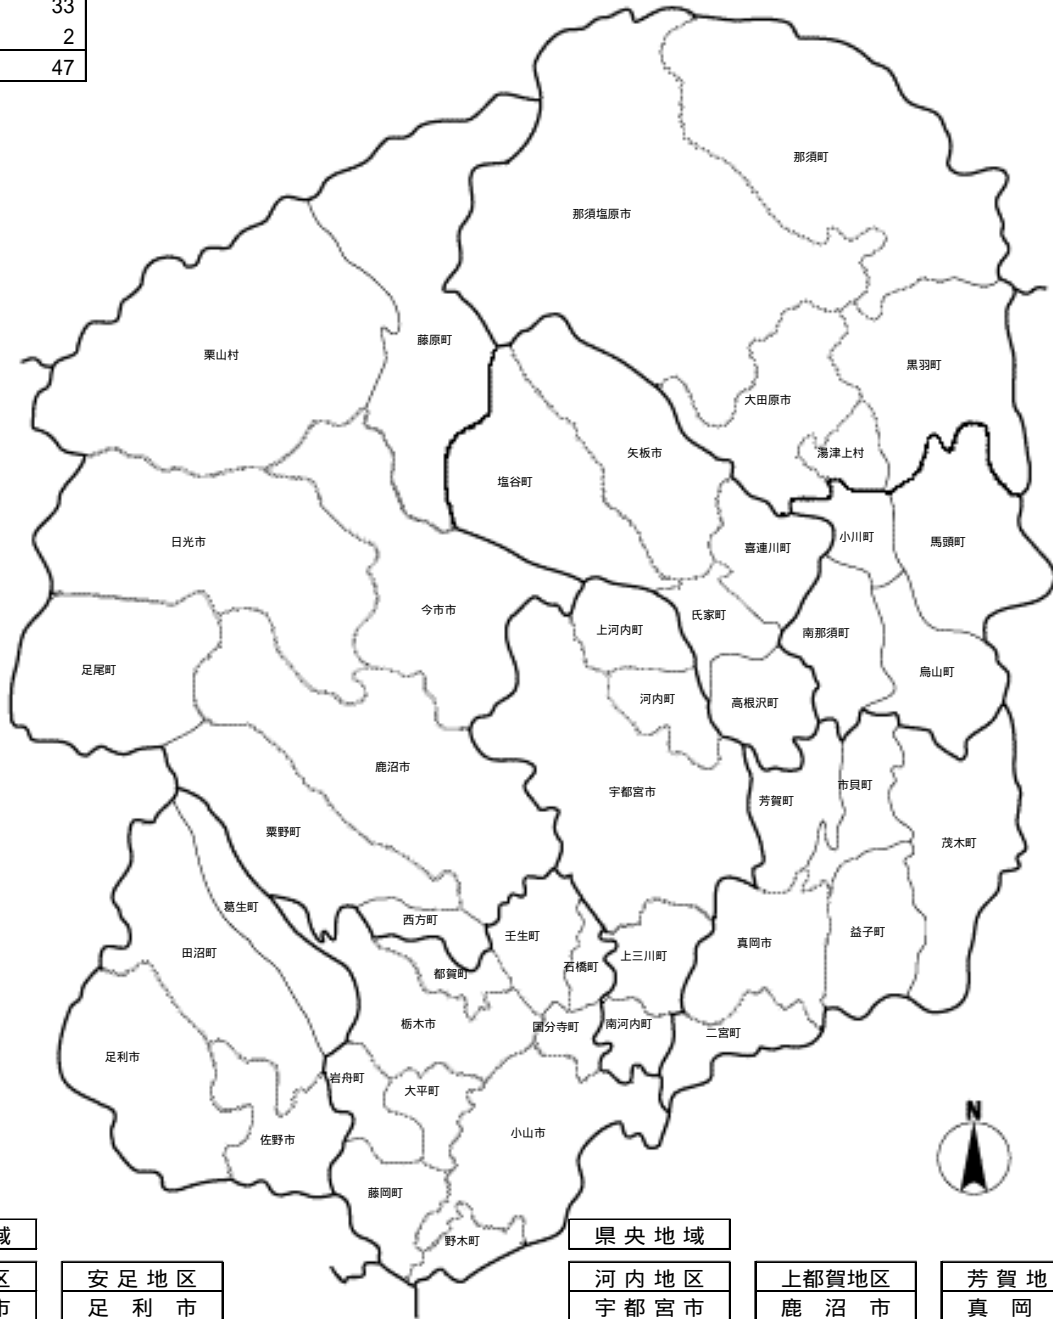 33
2
47
那須町
那須塩原市
藤原町
栗山村
黒羽町
大田原市
矢板市
湯津上村
塩谷町
小川町
日光市
喜連川町
馬頭町
今市市
氏家町
上河内町
南那須町
足尾町
烏山町
河内町
高根沢町
鹿沼市
市貝町
宇都宮市
芳賀町
粟野町
茂木町
葛生町
西方町
益子町
壬生町
真岡市
田沼町
上三川町
石橋町
都賀町
栃木市
国分寺町
南河内町
二宮町
足利市
岩舟町
大平町
N
小山市
佐野市
藤岡町
野木町
域
県央地域
区
安足地区
河内地区
上都賀地区
芳賀地
市
足利市
宇都宮市
鹿沼市
真岡